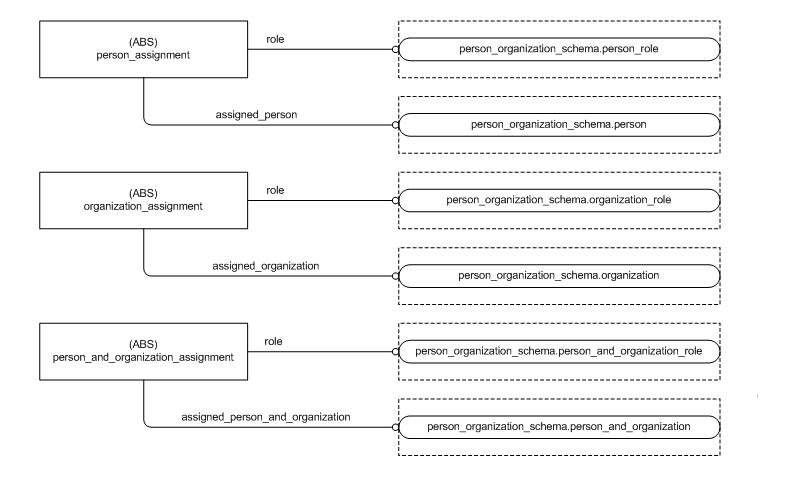 (ABS)
person_assignment
role
person_organization_schema.person_role
assigned_person
person_organization_schema.person
(ABS)
organization_assignment
role
person_organization_schema.organization_role
assigned_organization
person_organization_schema.organization
(ABS)
person_and_organization_assignment
role
person_organization_schema.person_and_organization_role
assigned_person_and_organization
person_organization_schema.person_and_organization